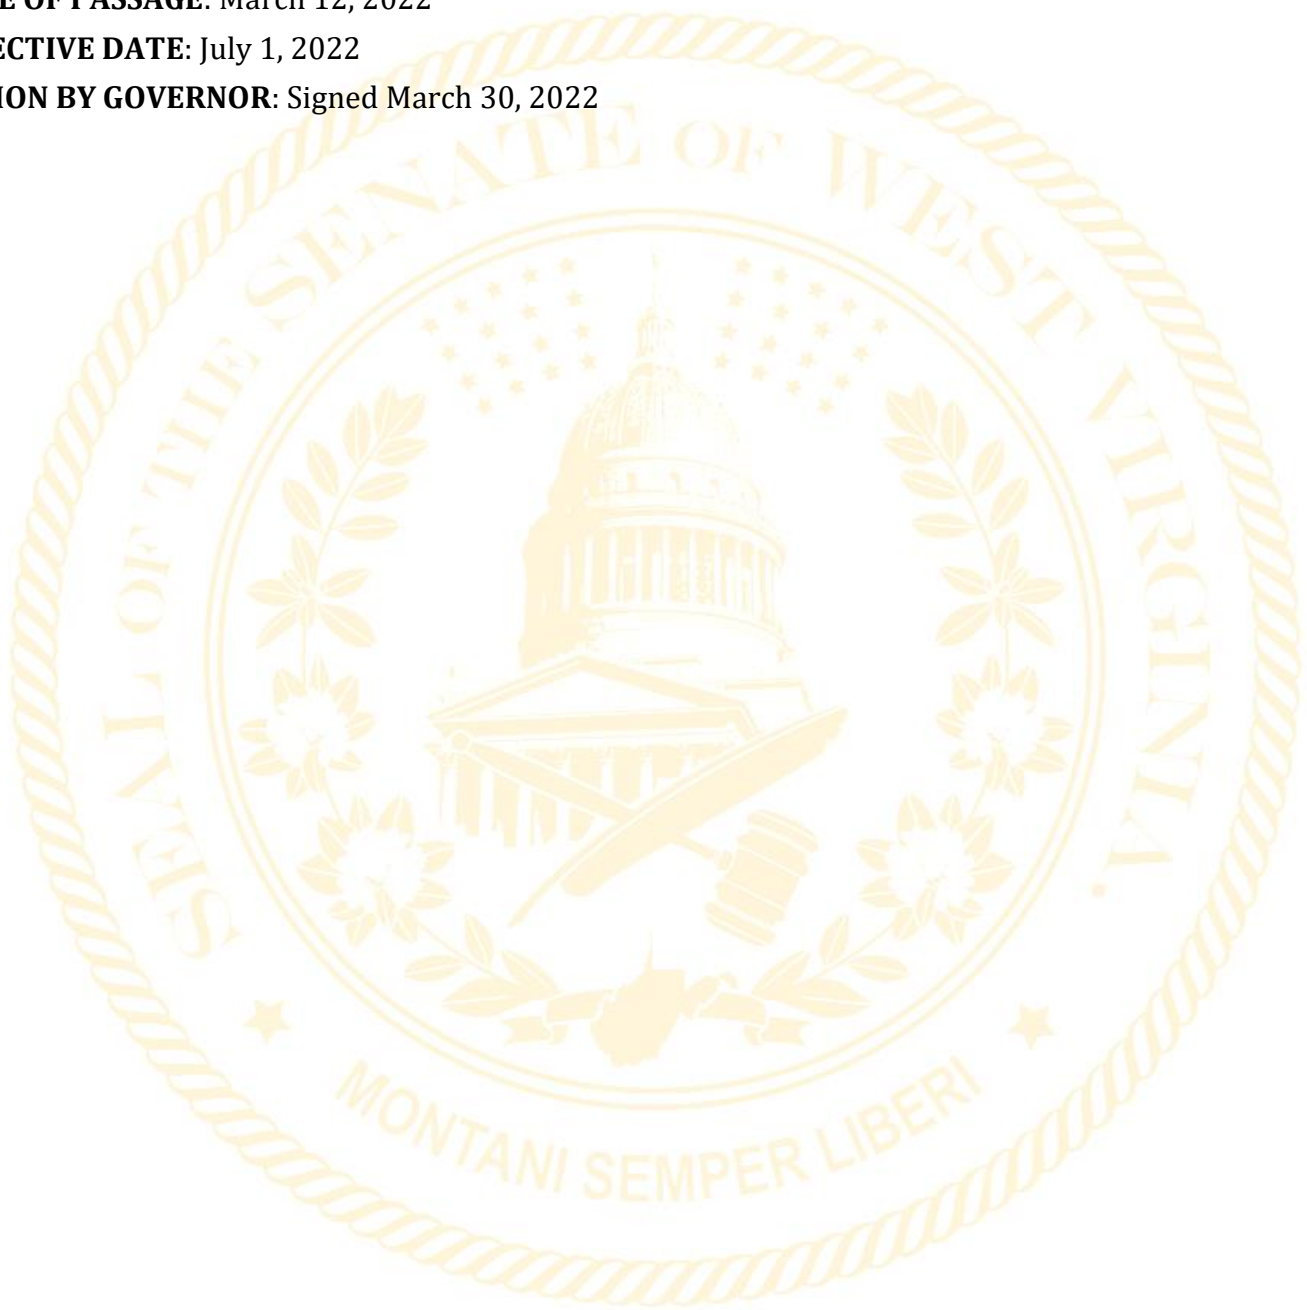 E OF PASSAGE: March 12, 2022
ECTIVE DATE: July 1, 2022
ION BY GOVERNOR: Signed March 30, 2022
SEAL OF THE SENATE OF WEST VIRGINIA.
MONTANI SEMPER LIBERI